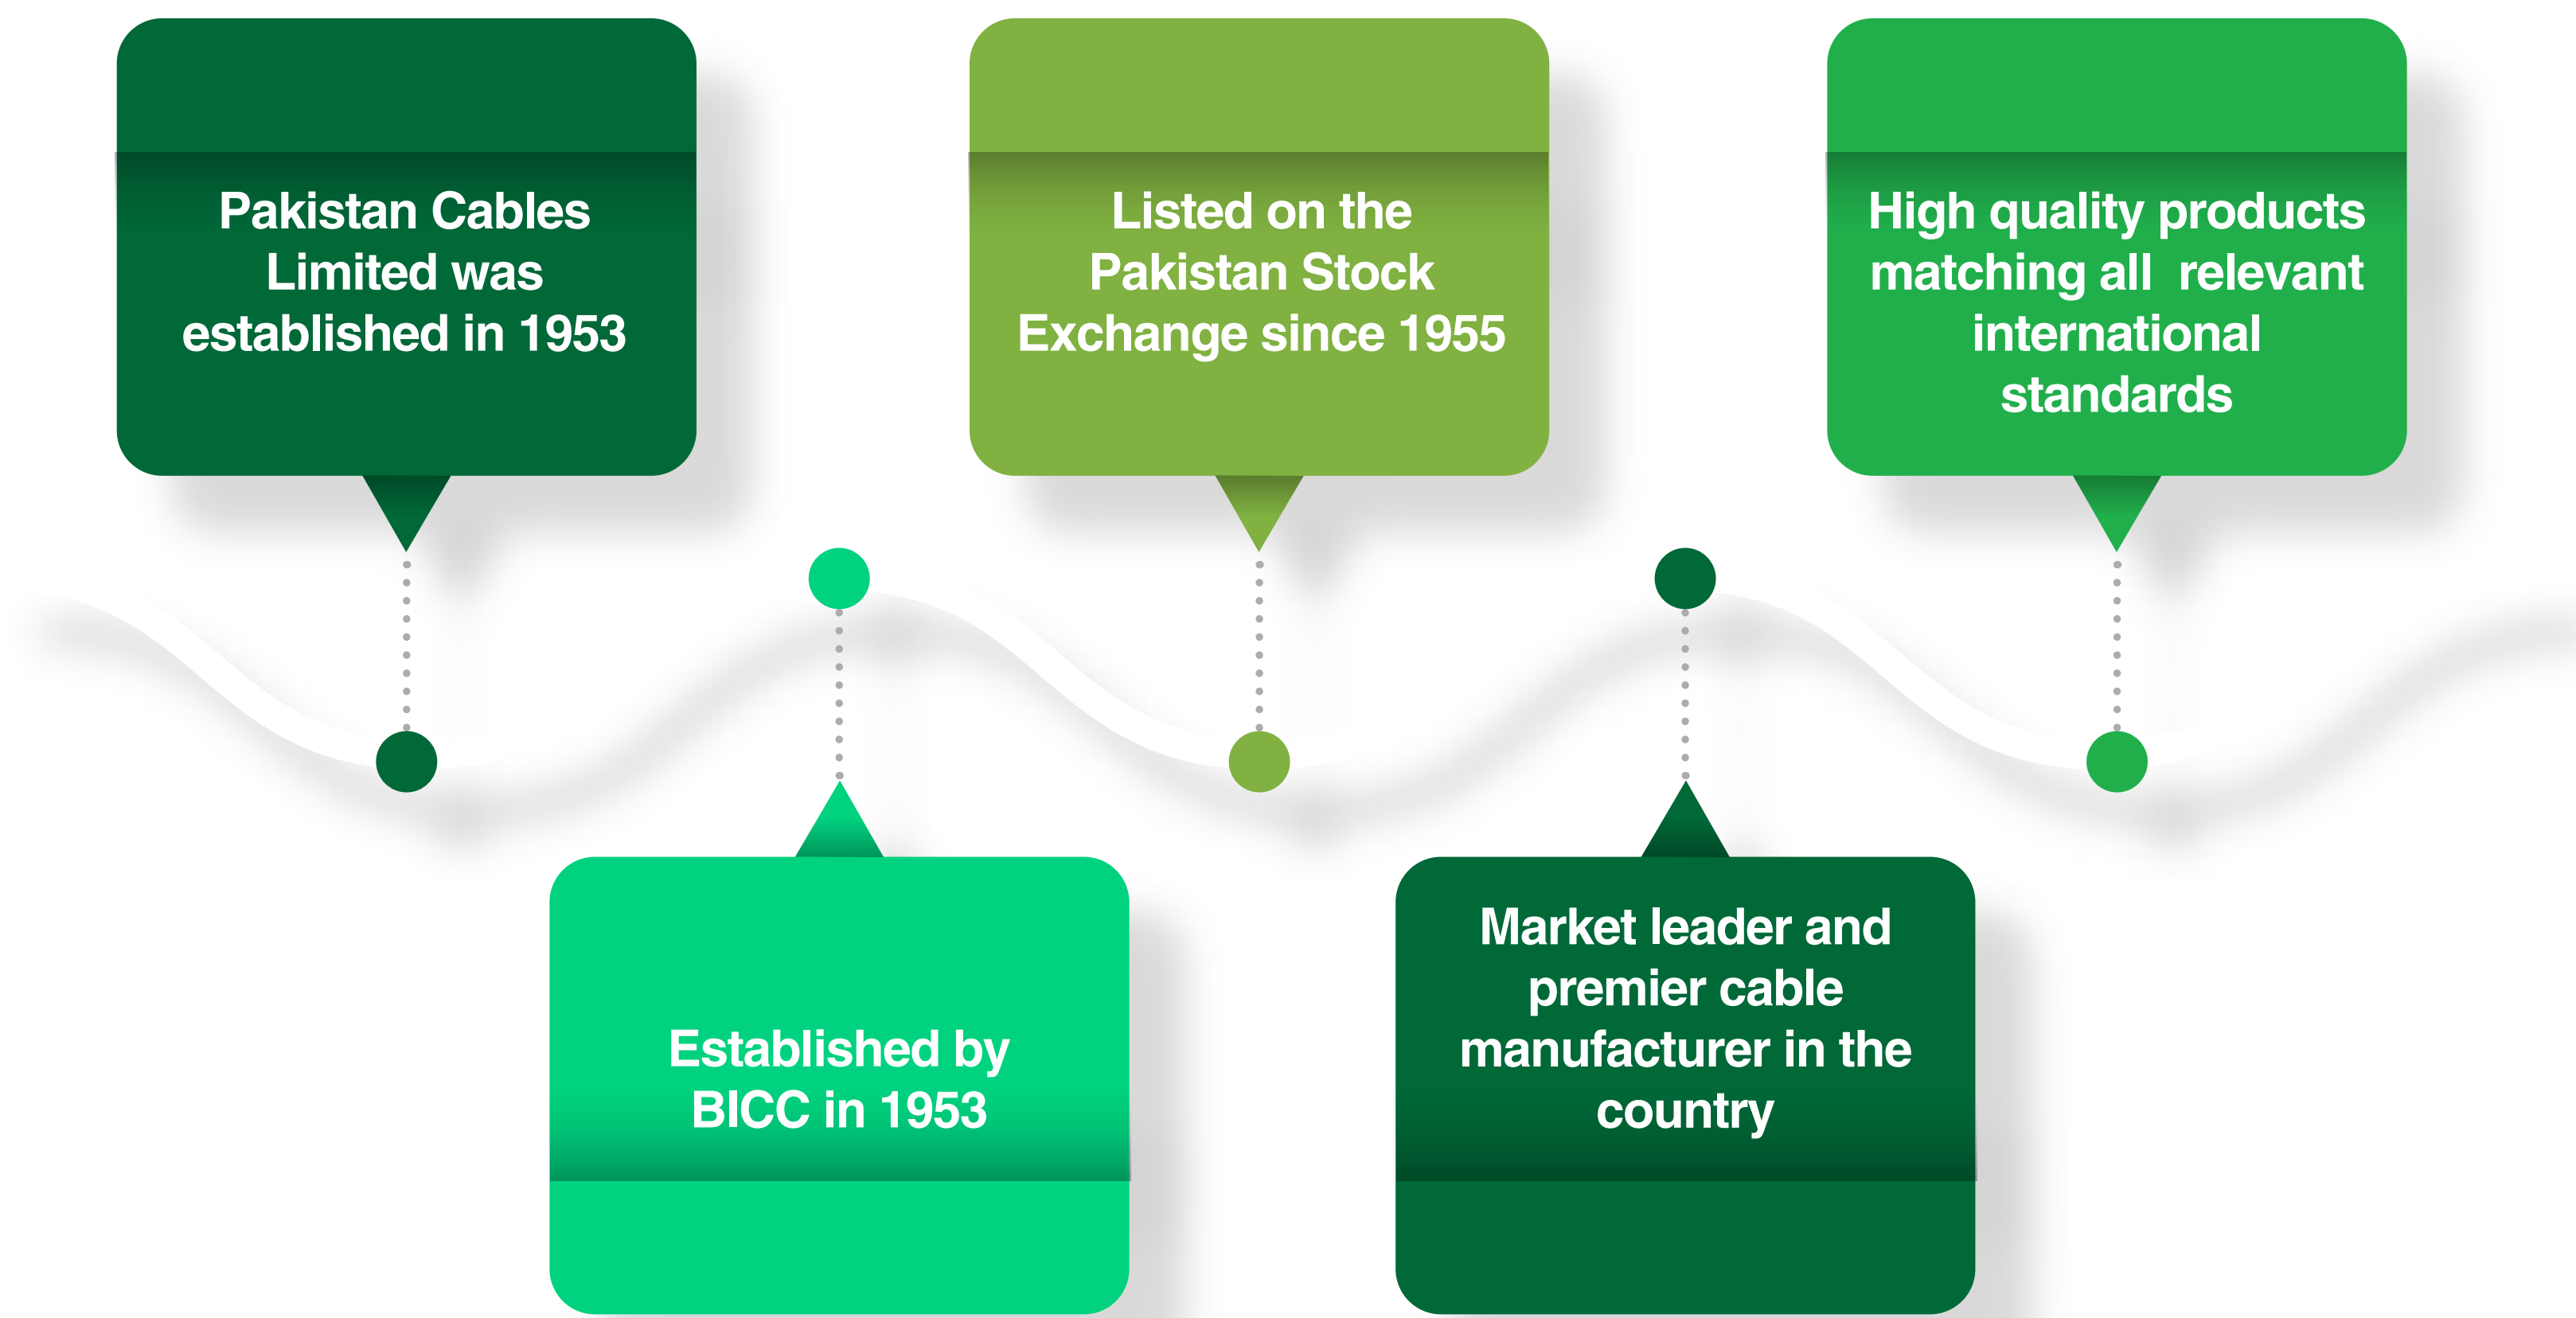 Pakistan Cables
Limited was
established in 1953
Established by
BICC in 1953
Listed on the
Pakistan Stock
Exchange since 1955
Market leader and
premier cable
manufacturer in the
country
High quality products
matching all  relevant
international
standards